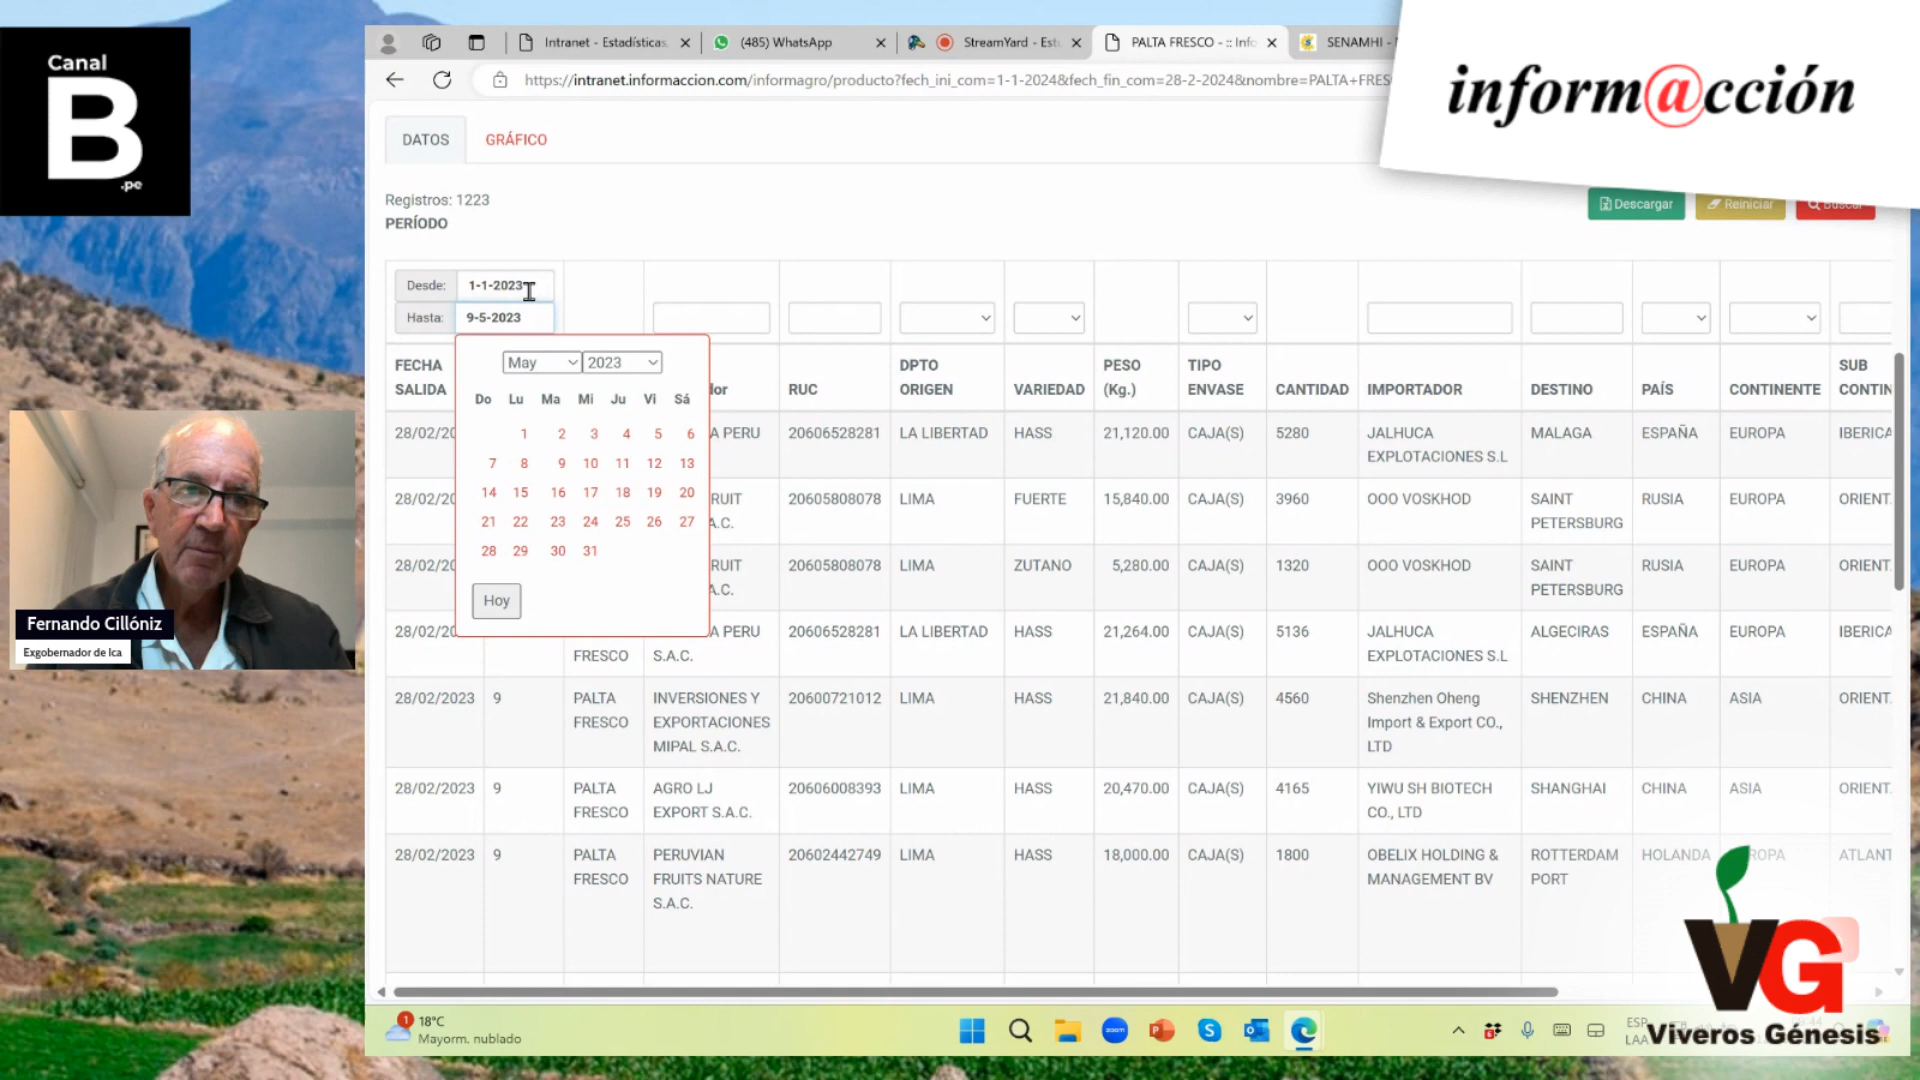 Canal
B
.pe
Intranet - Estadísticas,
(485) WhatsApp
StreamYard - Estu
PALTA FRESCO - :: Info
SENAMHI -
https://intranet.informaccion.com/informagro/producto?fech_ini_com=1-1-2024&fech_fin_com=28-2-2024&nombre=PALTA+FRES
inform@cción
DATOS
GRÁFICO
Registros: 1223
PERÍODO
Descargar
Reiniciar
Buscar
Desde: 1-1-2023
Hasta: 9-5-2023
May 2023
Do Lu Ma Mi Ju Vi Sá
1 2 3 4 5 6
7 8 9 10 11 12 13
14 15 16 17 18 19 20
21 22 23 24 25 26 27
28 29 30 31
Hoy
FECHA SALIDA dor RUC DPTO ORIGEN VARIEDAD PESO (Kg.) TIPO ENVASE CANTIDAD IMPORTADOR DESTINO PAÍS CONTINENTE SUB CONTIN
28/02/20 A PERU 20606528281 LA LIBERTAD HASS 21,120.00 CAJA(S) 5280 JALHUCA EXPLOTACIONES S.L MALAGA ESPAÑA EUROPA IBERICA
28/02/20 RUIT A.C. 20605808078 LIMA FUERTE 15,840.00 CAJA(S) 3960 OOO VOSKHOD SAINT PETERSBURG RUSIA EUROPA ORIENT.
28/02/20 RUIT A.C. 20605808078 LIMA ZUTANO 5,280.00 CAJA(S) 1320 OOO VOSKHOD SAINT PETERSBURG RUSIA EUROPA ORIENT.
28/02/20 FRESCO A PERU S.A.C. 20606528281 LA LIBERTAD HASS 21,264.00 CAJA(S) 5136 JALHUCA EXPLOTACIONES S.L ALGECIRAS ESPAÑA EUROPA IBERICA
28/02/2023 9 PALTA FRESCO INVERSIONES Y EXPORTACIONES MIPAL S.A.C. 20600721012 LIMA HASS 21,840.00 CAJA(S) 4560 Shenzhen Oheng Import & Export CO., LTD SHENZHEN CHINA ASIA ORIENT.
28/02/2023 9 PALTA FRESCO AGRO LJ EXPORT S.A.C. 20606008393 LIMA HASS 20,470.00 CAJA(S) 4165 YIWU SH BIOTECH CO., LTD SHANGHAI CHINA ASIA ORIENT.
28/02/2023 9 PALTA FRESCO PERUVIAN FRUITS NATURE S.A.C. 20602442749 LIMA HASS 18,000.00 CAJA(S) 1800 OBELIX HOLDING & MANAGEMENT BV ROTTERDAM PORT HOLANDA ROPA ATLANT
Fernando Cillóniz
Exgobernador de Ica
VG
Viveros Génesis
1
18°C
Mayorm. nublado
zoom
ESP
LAA